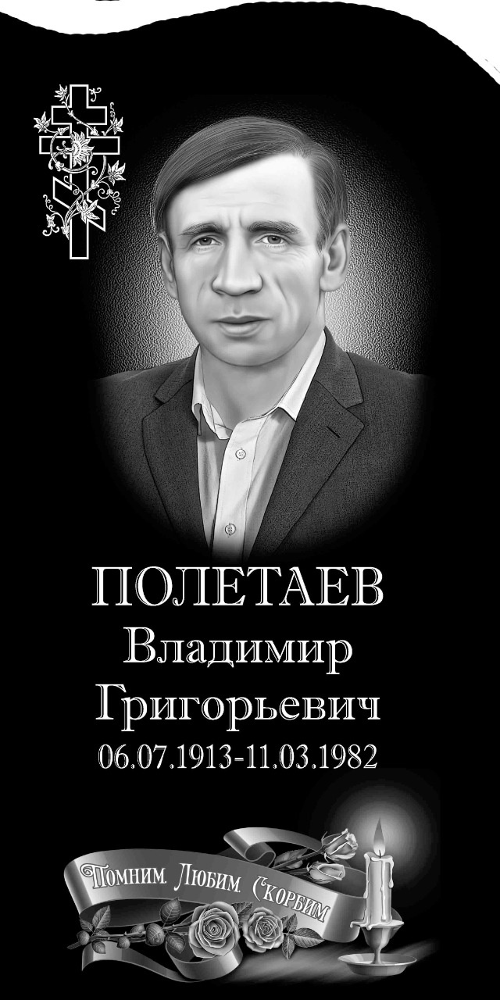 ПОЛЕТАЕВ
Владимир
Григорьевич
06.07.1913-11.03.1982
Помним Любим Скорбим